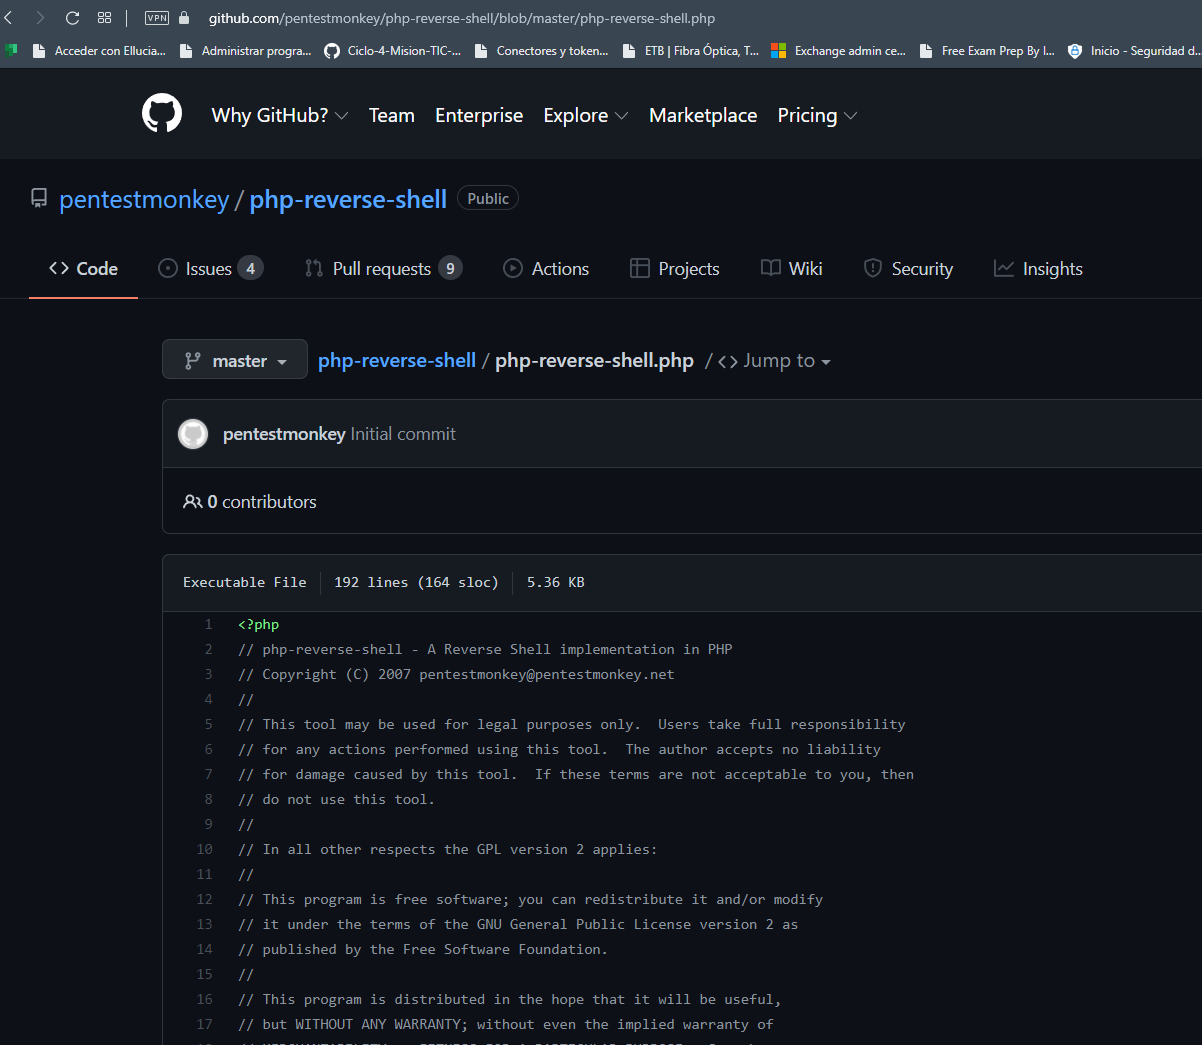 VPN github.com/pentestmonkey/php-reverse-shell/blob/master/php-reverse-shell.php
Acceder con Ellucia... Administrar progra... Ciclo-4-Mision-TIC-... Conectores y token... ETB | Fibra Óptica, T... Exchange admin ce... Free Exam Prep By I... Inicio - Seguridad d...
Why GitHub? Team Enterprise Explore Marketplace Pricing
pentestmonkey / php-reverse-shell Public
<> Code Issues 4 Pull requests 9 Actions Projects Wiki Security Insights
master php-reverse-shell / php-reverse-shell.php / <> Jump to
pentestmonkey Initial commit
0 contributors
Executable File 192 lines (164 sloc) 5.36 KB
1 <?php
2 // php-reverse-shell - A Reverse Shell implementation in PHP
3 // Copyright (C) 2007 pentestmonkey@pentestmonkey.net
4 //
5 // This tool may be used for legal purposes only.  Users take full responsibility
6 // for any actions performed using this tool.  The author accepts no liability
7 // for damage caused by this tool.  If these terms are not acceptable to you, then
8 // do not use this tool.
9 //
10 // In all other respects the GPL version 2 applies:
11 //
12 // This program is free software; you can redistribute it and/or modify
13 // it under the terms of the GNU General Public License version 2 as
14 // published by the Free Software Foundation.
15 //
16 // This program is distributed in the hope that it will be useful,
17 // but WITHOUT ANY WARRANTY; without even the implied warranty of